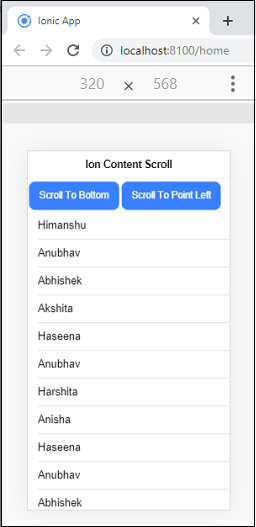 Ionic App
localhost:8100/home
320 × 568
Ion Content Scroll
Scroll To Bottom Scroll To Point Left
Himanshu
Anubhav
Abhishek
Akshita
Haseena
Anubhav
Harshita
Anisha
Haseena
Anubhav
Abhishek